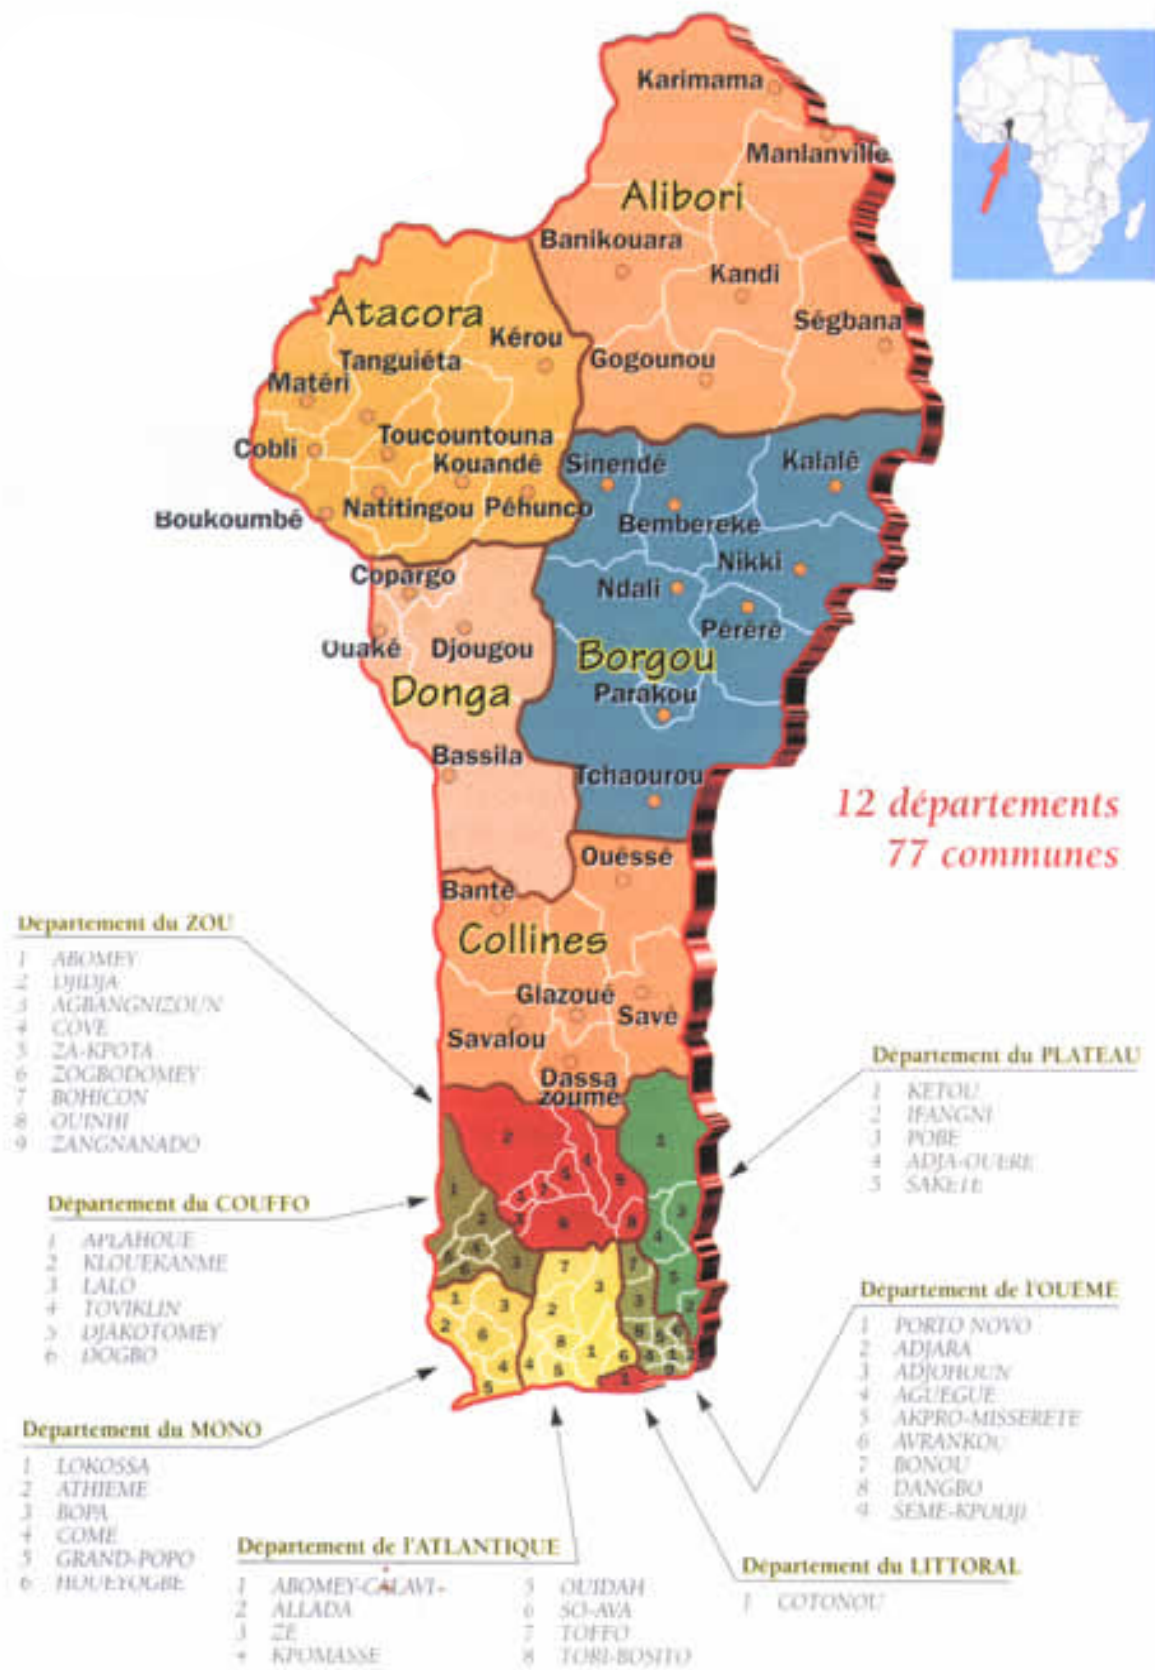 Karimama
Manlanville
Alibori
Banikouara
Kandi
Atacora
Kérou
Ségbana
Tanguiéta
Gogounou
Matéri
Toucountouna
Cobli
Kouandé
Sinendé
Kalalê
Natitingou
Péhunco
Boukoumbé
Bembereke
Nikki
Copargo
Ndali
Pérérè
Ouaké
Djougou
Borgou
Donga
Parakou
Bassila
Tchaourou
12 départements
77 communes
Ouéssé
Bantè
Collines
Glazoué
Savè
Savalou
Dassa
zoumé
Département du ZOU
1 ABOMEY
2 DJIDJA
3 AGBANGNIZOUN
4 COVE
5 ZA-KPOTA
6 ZOGBODOMEY
7 BOHICON
8 OUINHI
9 ZANGNANADO
Département du PLATEAU
1 KETOU
2 IFANGNI
3 POBE
4 ADJA-OUERE
5 SAKETE
Département du COUFFO
1 APLAHOUE
2 KLOUEKANME
3 LALO
4 TOVIKLIN
5 DJAKOTOMEY
6 DOGBO
Département de l'OUEME
1 PORTO NOVO
2 ADJARA
3 ADJOHOUN
4 AGUEGUE
5 AKPRO-MISSERETE
6 AVRANKOU
7 BONOU
8 DANGBO
9 SEME-KPODJI
Département du MONO
1 LOKOSSA
2 ATHIEME
3 BOPA
4 COME
5 GRAND-POPO
6 HOUEYOGBE
Département de l'ATLANTIQUE
1 ABOMEY-CALAVI
2 ALLADA
3 ZE
4 KPOMASSE
5 OUIDAH
6 SO-AVA
7 TOFFO
8 TORI-BOSITO
Département du LITTORAL
1 COTONOU